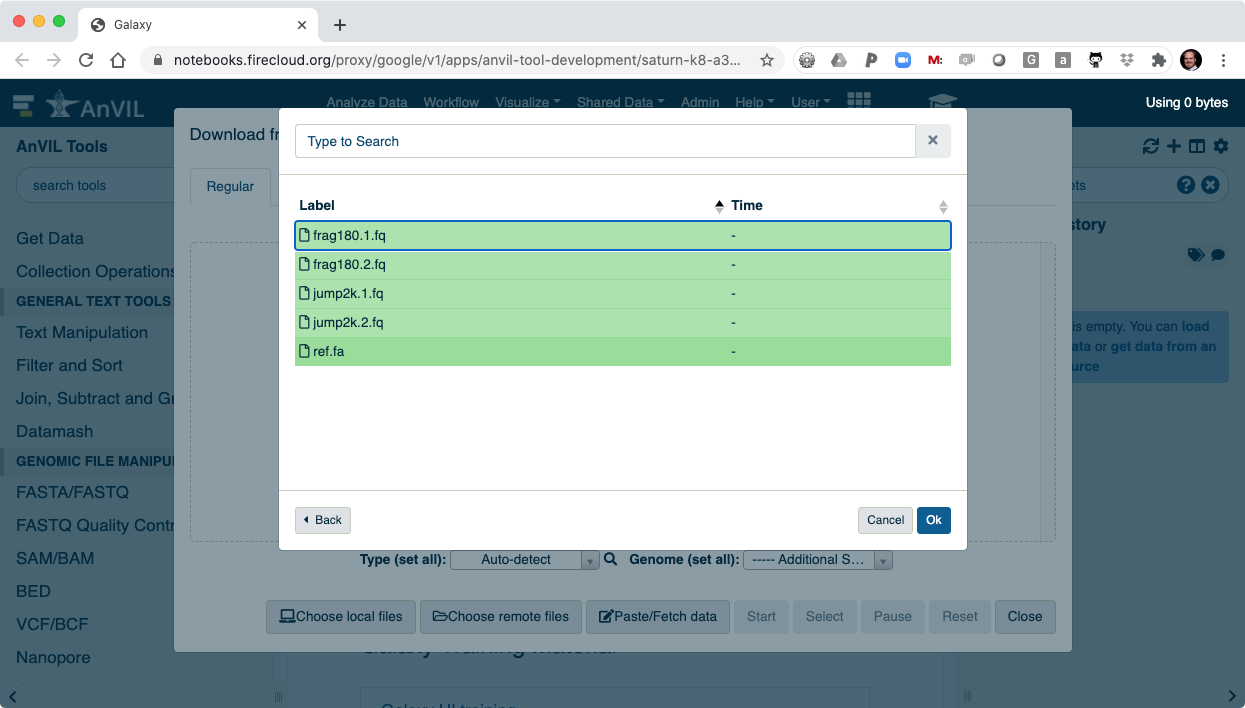 Galaxy
notebooks.firecloud.org/proxy/google/v1/apps/anvil-tool-development/saturn-k8-a3...
AnVIL
Analyze Data Workflow Visualize Shared Data Admin Help User
Using 0 bytes
AnVIL Tools
search tools
Get Data
Collection Operations
GENERAL TEXT TOOLS
Text Manipulation
Filter and Sort
Join, Subtract and Gr
Datamash
GENOMIC FILE MANIPU
FASTA/FASTQ
FASTQ Quality Contr
SAM/BAM
BED
VCF/BCF
Nanopore
Download fr
Regular
Type to Search
Label Time
frag180.1.fq -
frag180.2.fq -
jump2k.1.fq -
jump2k.2.fq -
ref.fa -
Back Cancel Ok
Type (set all): Auto-detect Genome (set all): ----- Additional S...
Choose local files Choose remote files Paste/Fetch data Start Select Pause Reset Close
Galaxy UI training
ets
story
is empty. You can load
ata or get data from an
urce